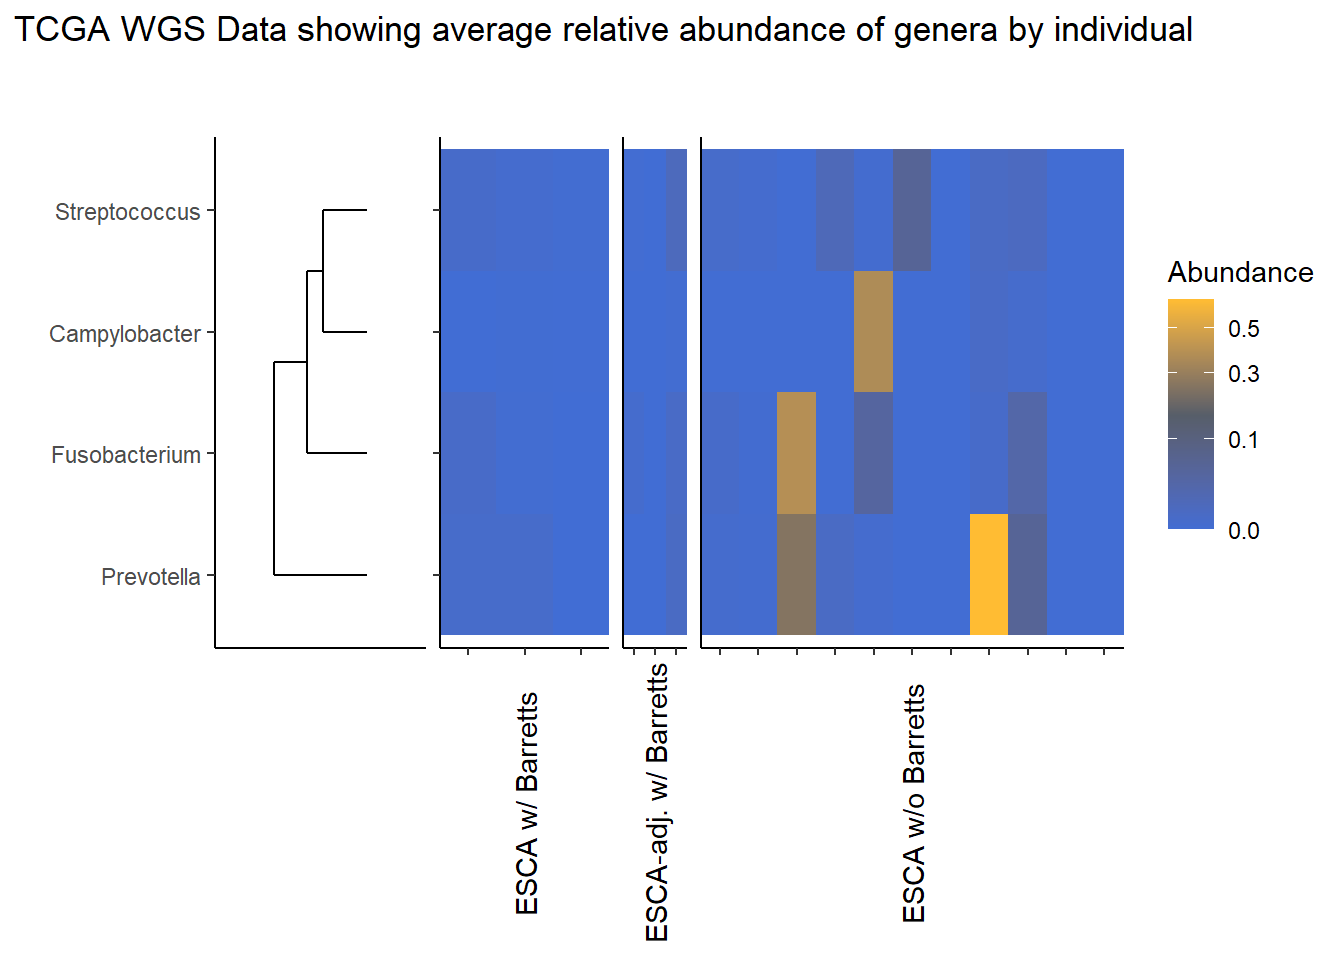 TCGA WGS Data showing average relative abundance of genera by individual
Streptococcus
Campylobacter
Fusobacterium
Prevotella
ESCA w/ Barretts
ESCA-adj. w/ Barretts
ESCA w/o Barretts
Abundance
0.5
0.3
0.1
0.0